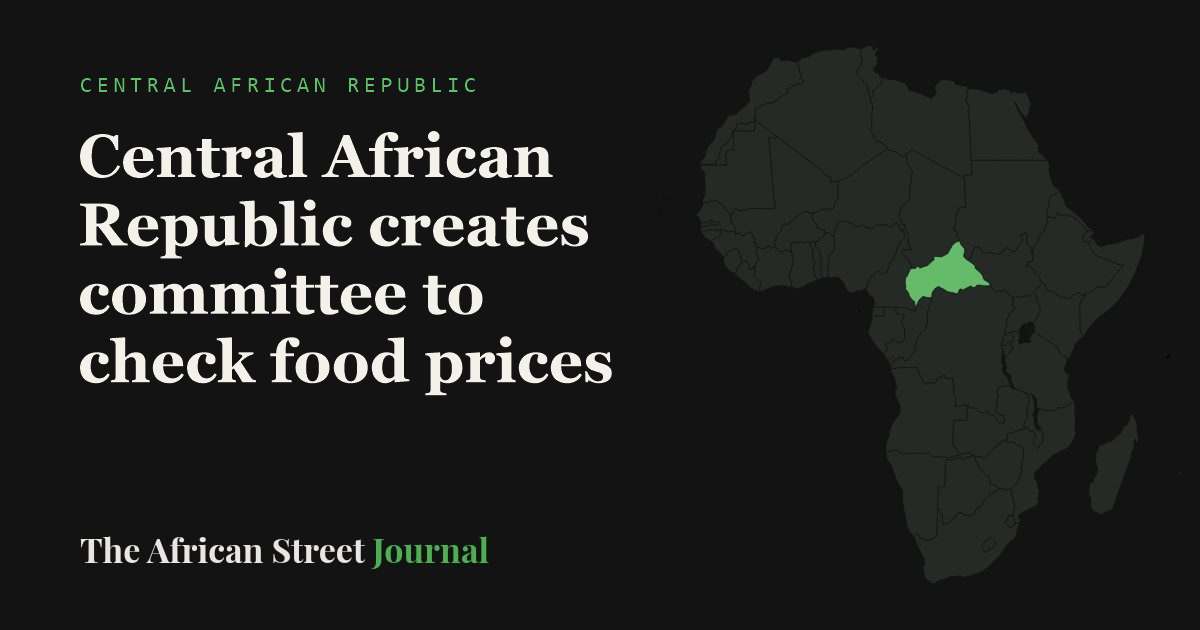 CENTRAL AFRICAN REPUBLIC
Central African
Republic creates
committee to
check food prices
The African Street Journal